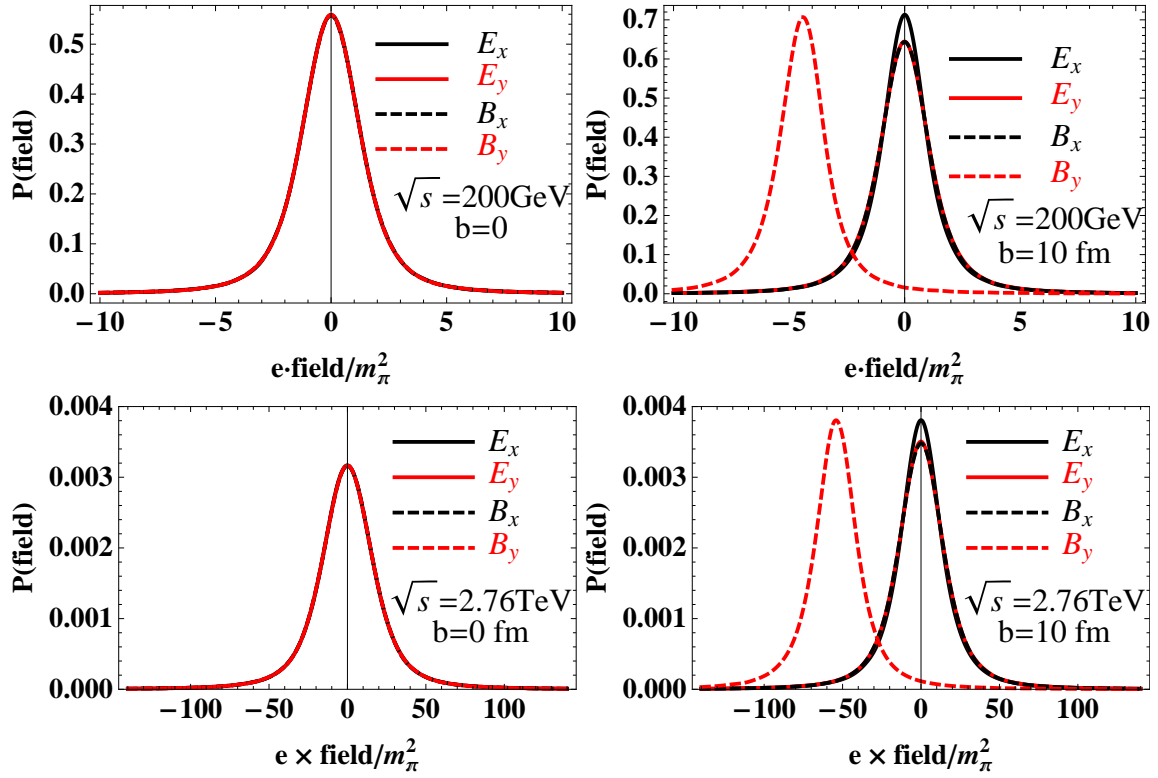 P(field)
0.5
0.4
0.3
0.2
0.1
0.0
E_x
E_y
B_x
B_y
√s =200GeV
b=0
−10 −5 0 5 10
e·field/m_π^2
P(field)
0.7
0.6
0.5
0.4
0.3
0.2
0.1
0.0
E_x
E_y
B_x
B_y
√s =200GeV
b=10 fm
−10 −5 0 5 10
e·field/m_π^2
P(field)
0.004
0.003
0.002
0.001
0.000
E_x
E_y
B_x
B_y
√s =2.76TeV
b=0 fm
−100 −50 0 50 100
e × field/m_π^2
P(field)
0.004
0.003
0.002
0.001
0.000
E_x
E_y
B_x
B_y
√s =2.76TeV
b=10 fm
−100 −50 0 50 100
e × field/m_π^2